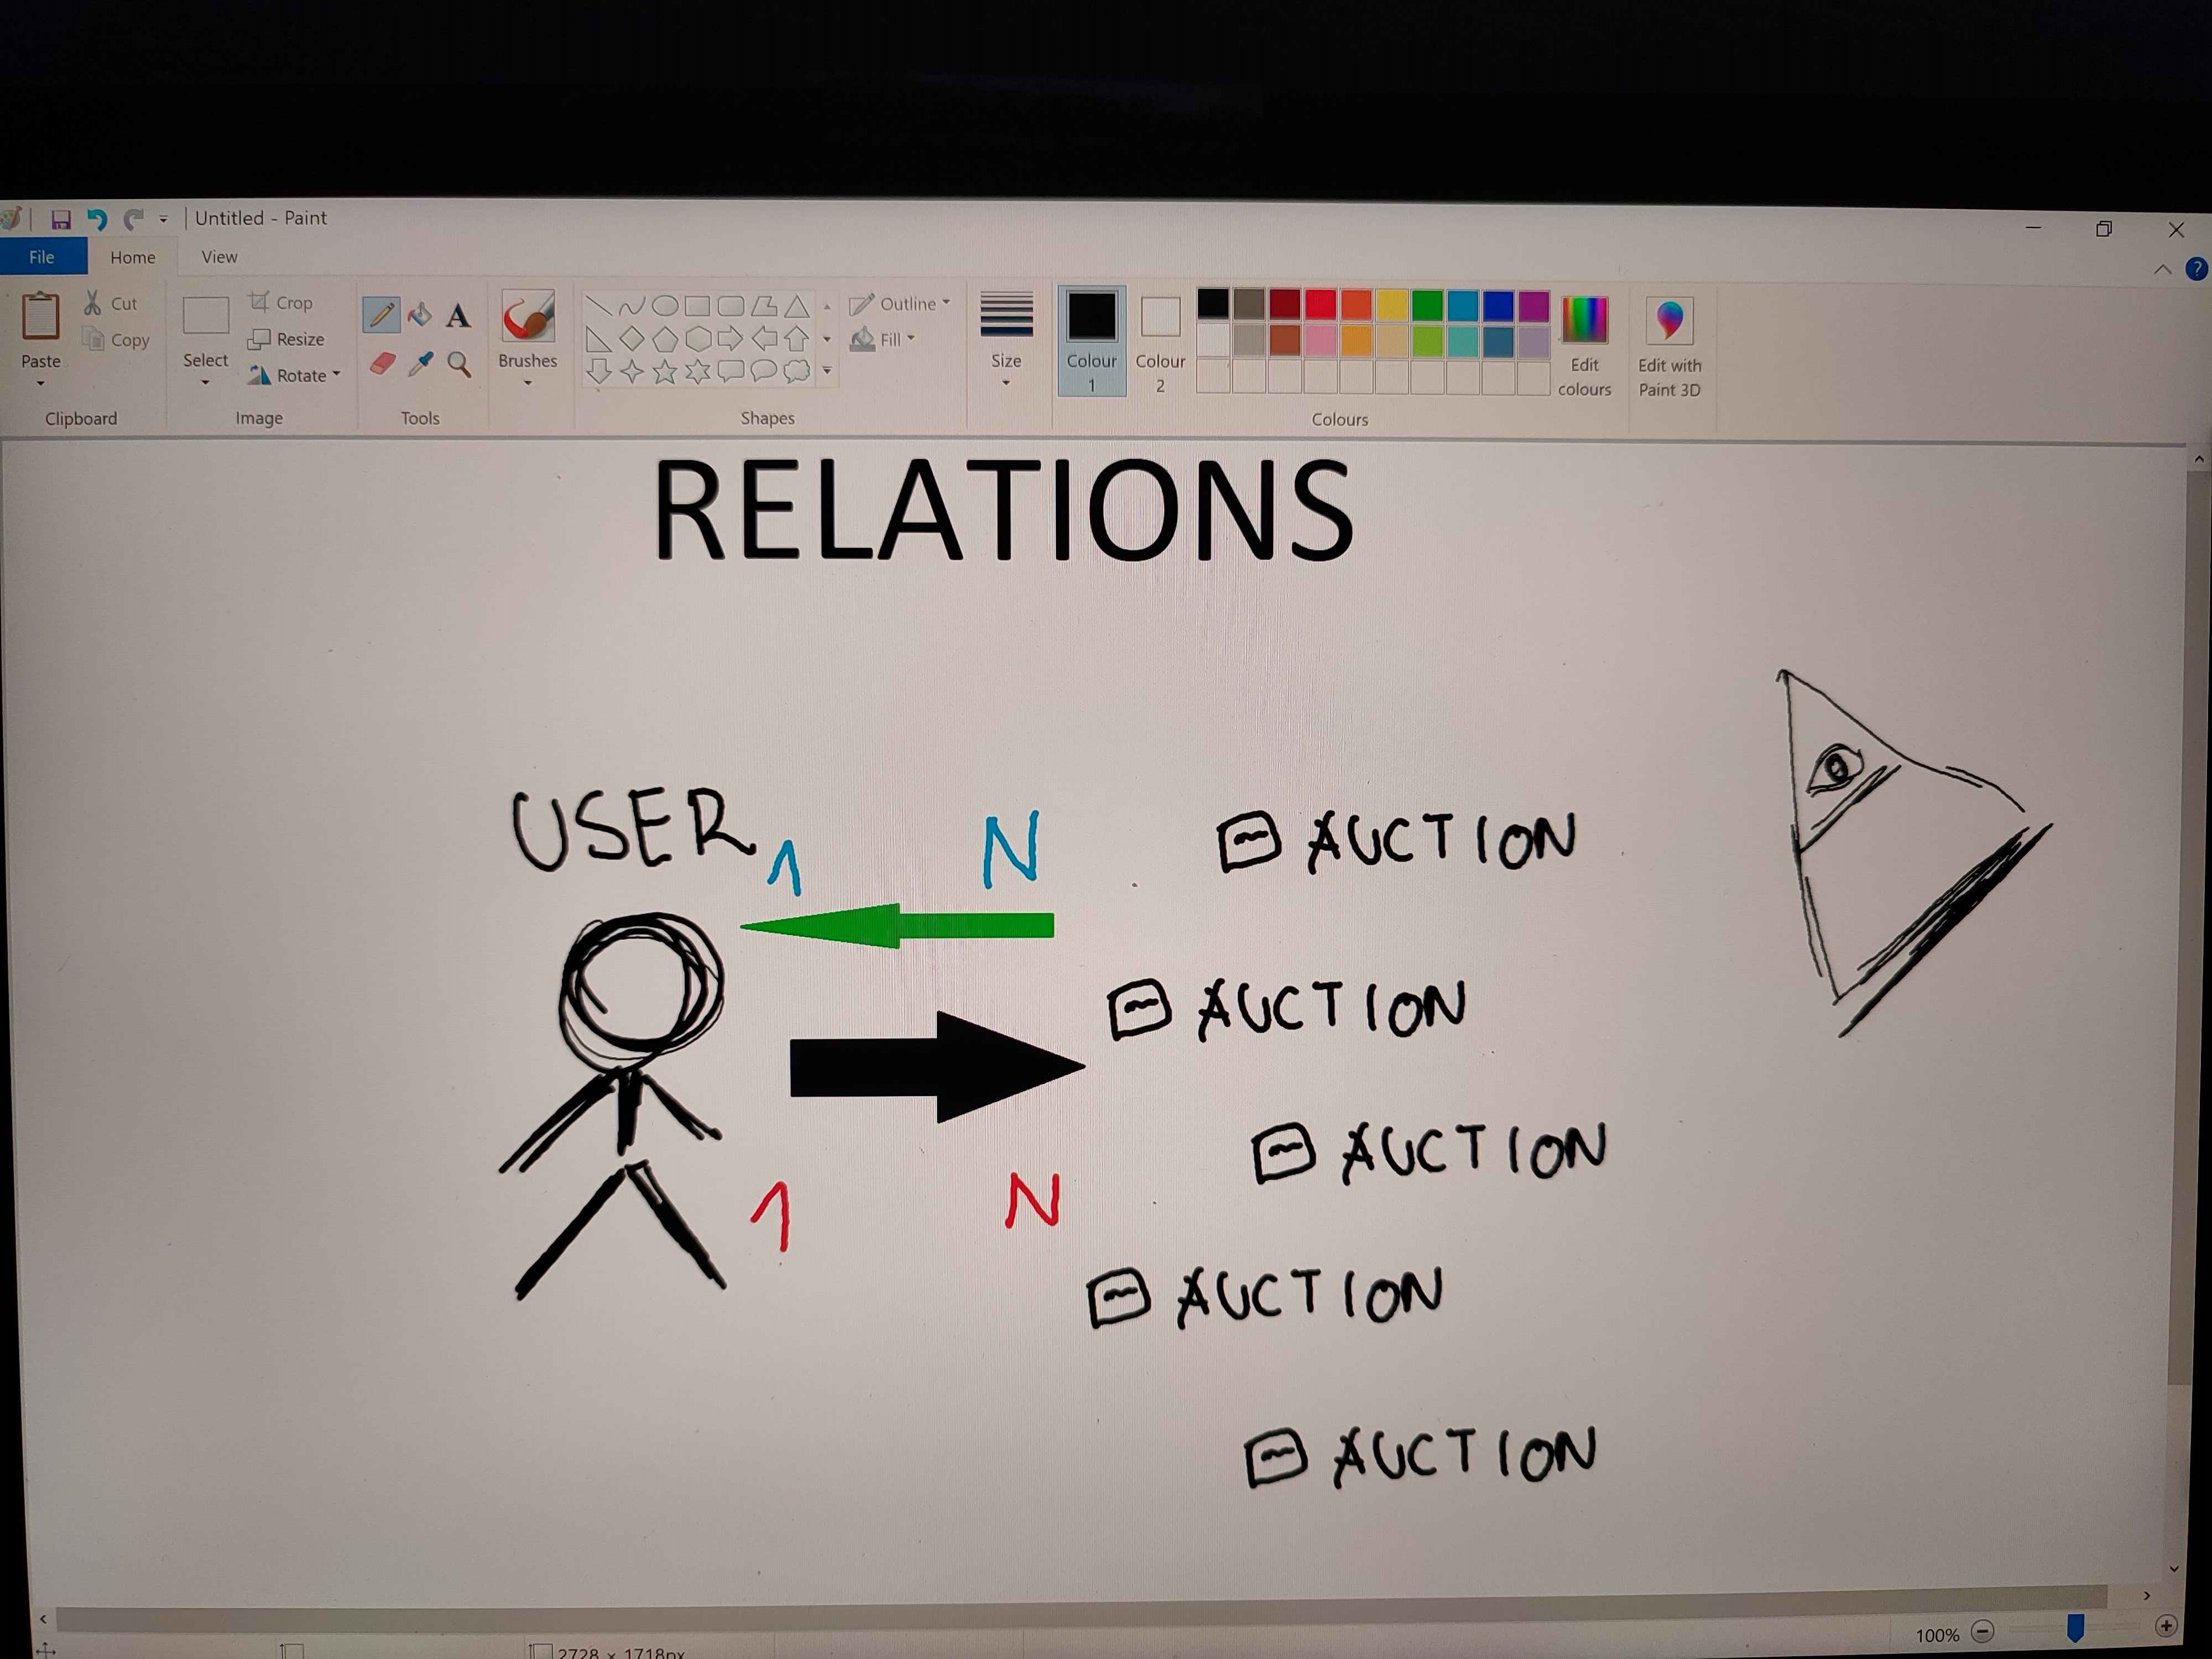 Untitled - Paint
File Home View
Paste
Cut
Copy
Clipboard
Select
Crop
Resize
Rotate
Image
A
Tools
Brushes
Outline
Fill
Shapes
Size
Colour 1
Colour 2
Edit colours
Colours
Edit with Paint 3D
?
RELATIONS
USER 1 N AUCTION
AUCTION
AUCTION
1 N
AUCTION
AUCTION
100%
2728 × 1718px